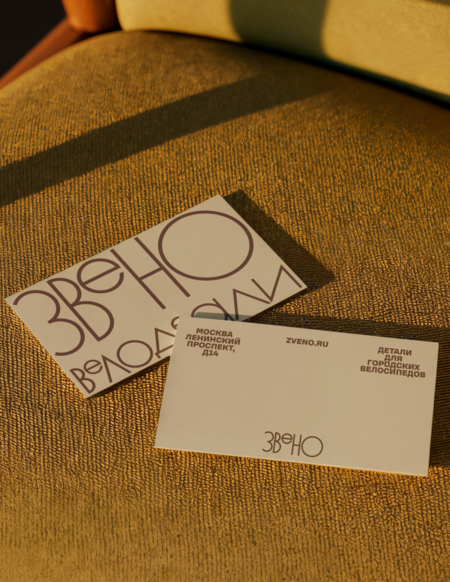 ЗВеНО
ВеЛОДеТАЛИ
МОСКВА
ЛЕНИНСКИЙ
ПРОСПЕКТ,
Д14
ZVENO.RU
ДЕТАЛИ
ДЛЯ
ГОРОДСКИХ
ВЕЛОСИПЕДОВ
ЗВеНО